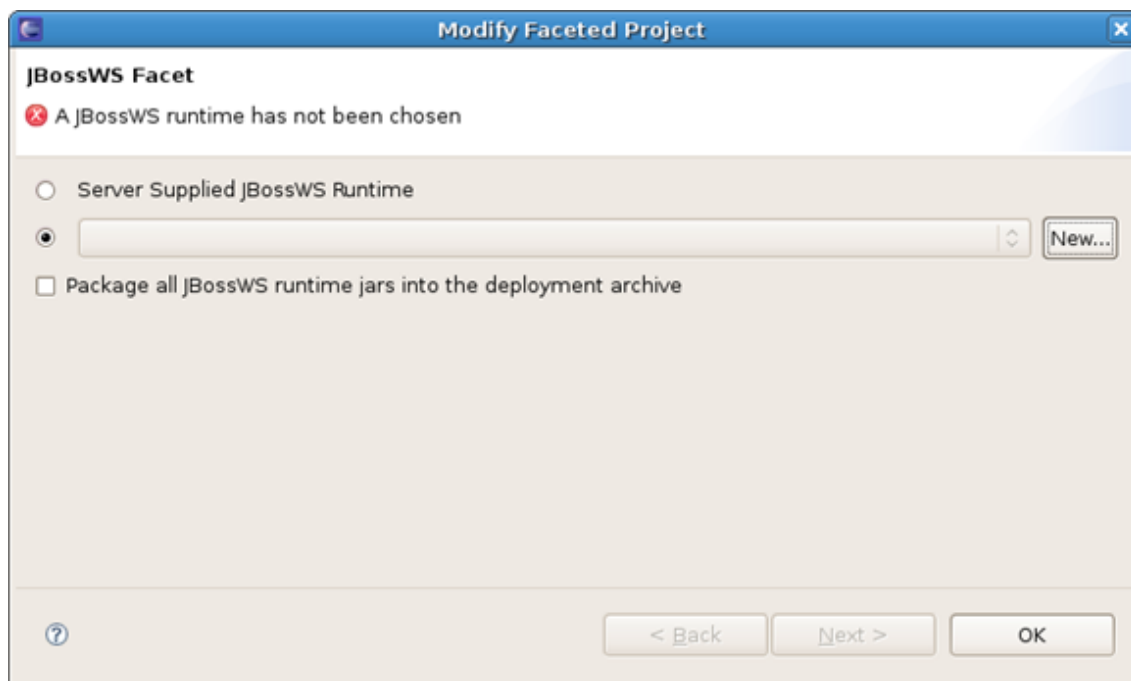 Modify Faceted Project
JBossWS Facet
A JBossWS runtime has not been chosen
Server Supplied JBossWS Runtime
New...
Package all JBossWS runtime jars into the deployment archive
< Back
Next >
OK